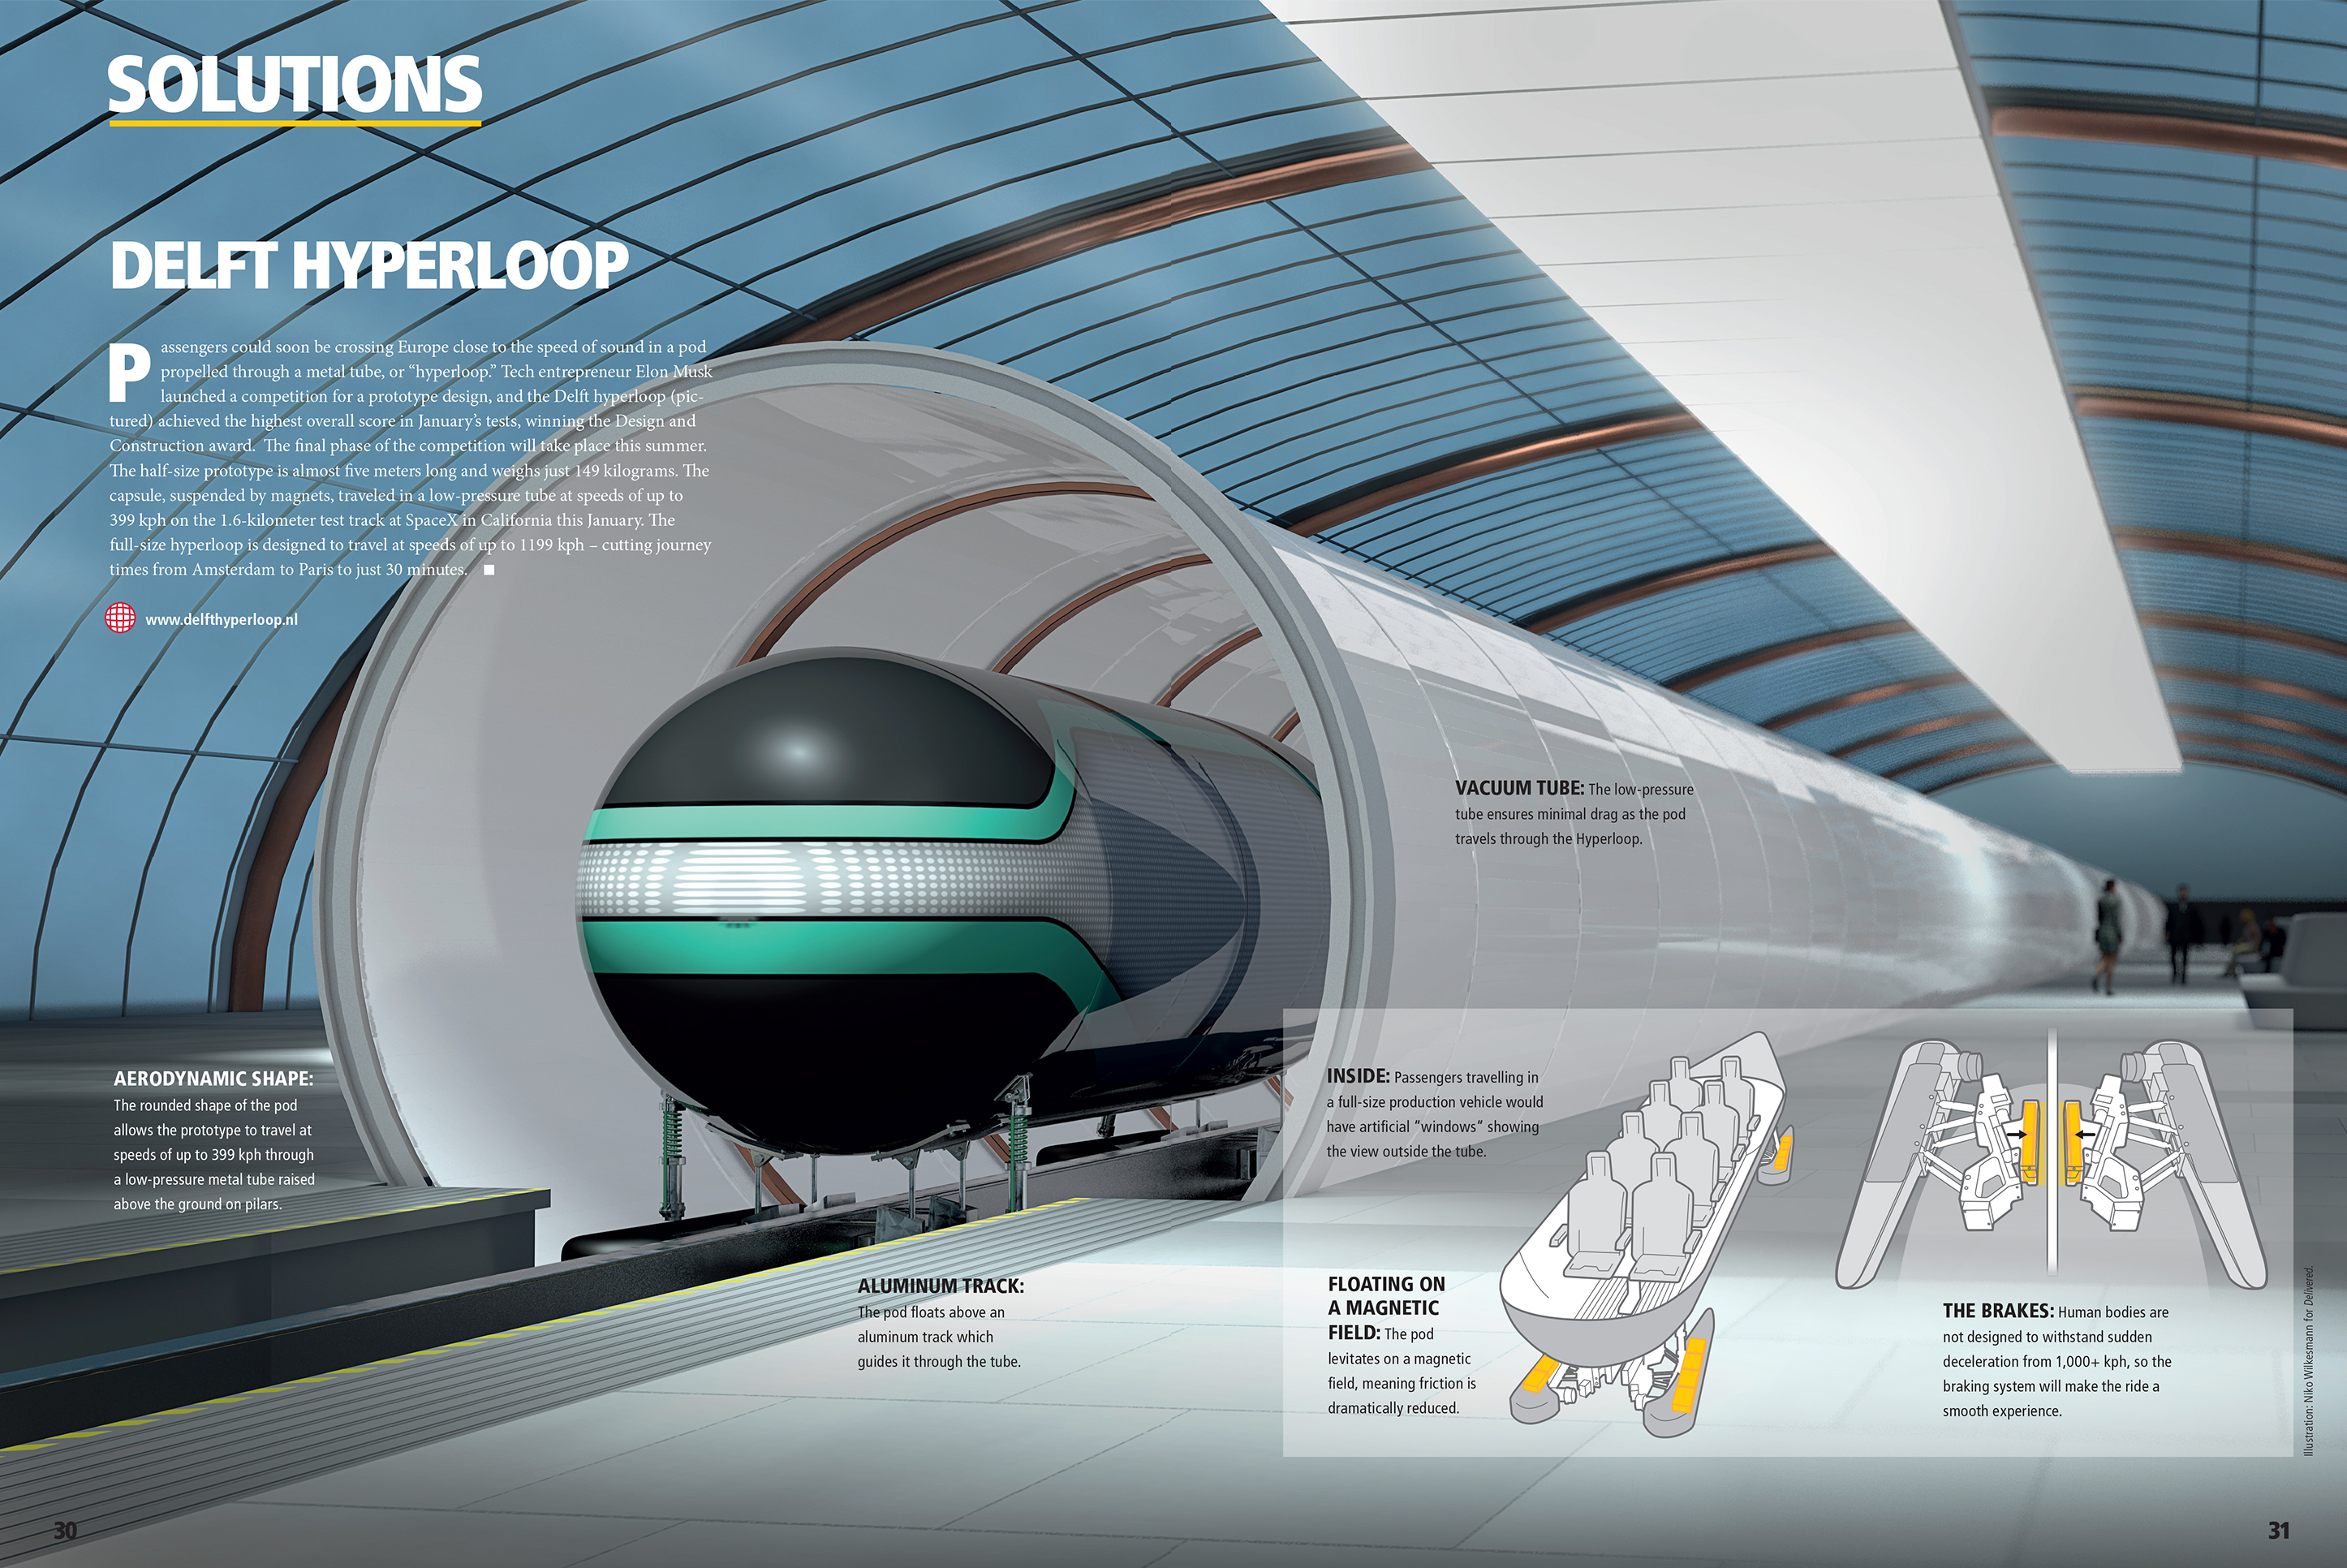 SOLUTIONS
DELFT HYPERLOOP
Passengers could soon be crossing Europe close to the speed of sound in a pod
propelled through a metal tube, or “hyperloop.” Tech entrepreneur Elon Musk
launched a competition for a prototype design, and the Delft hyperloop (pic-
tured) achieved the highest overall score in January’s tests, winning the Design and
Construction award. The final phase of the competition will take place this summer.
The half-size prototype is almost five meters long and weighs just 149 kilograms. The
capsule, suspended by magnets, traveled in a low-pressure tube at speeds of up to
399 kph on the 1.6-kilometer test track at SpaceX in California this January. The
full-size hyperloop is designed to travel at speeds of up to 1199 kph – cutting journey
times from Amsterdam to Paris to just 30 minutes. ■
www.delfthyperloop.nl
VACUUM TUBE: The low-pressure
tube ensures minimal drag as the pod
travels through the Hyperloop.
AERODYNAMIC SHAPE:
The rounded shape of the pod
allows the prototype to travel at
speeds of up to 399 kph through
a low-pressure metal tube raised
above the ground on pilars.
ALUMINUM TRACK:
The pod floats above an
aluminum track which
guides it through the tube.
INSIDE: Passengers travelling in
a full-size production vehicle would
have artificial “windows“ showing
the view outside the tube.
FLOATING ON
A MAGNETIC
FIELD: The pod
levitates on a magnetic
field, meaning friction is
dramatically reduced.
THE BRAKES: Human bodies are
not designed to withstand sudden
deceleration from 1,000+ kph, so the
braking system will make the ride a
smooth experience.
Illustration: Niko Wilkesmann for Delivered.
30
31